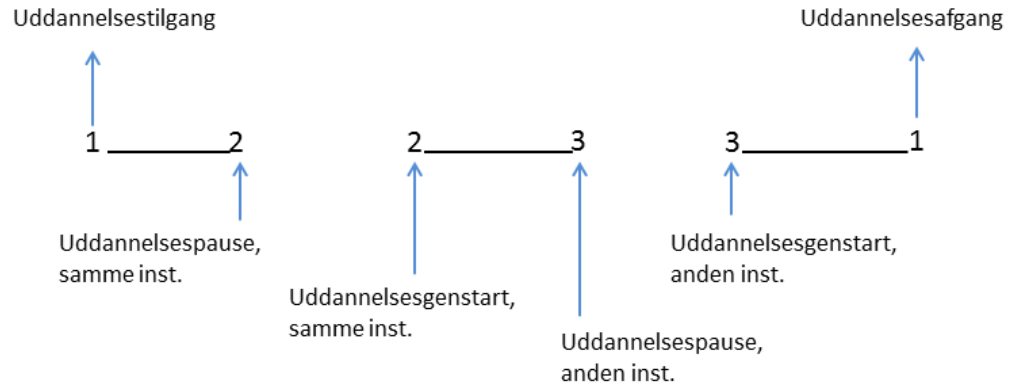 Uddannelsestilgang
Uddannelsesafgang
1 2 2 3 3 1
Uddannelsespause,
samme inst.
Uddannelsesgenstart,
samme inst.
Uddannelsespause,
anden inst.
Uddannelsesgenstart,
anden inst.